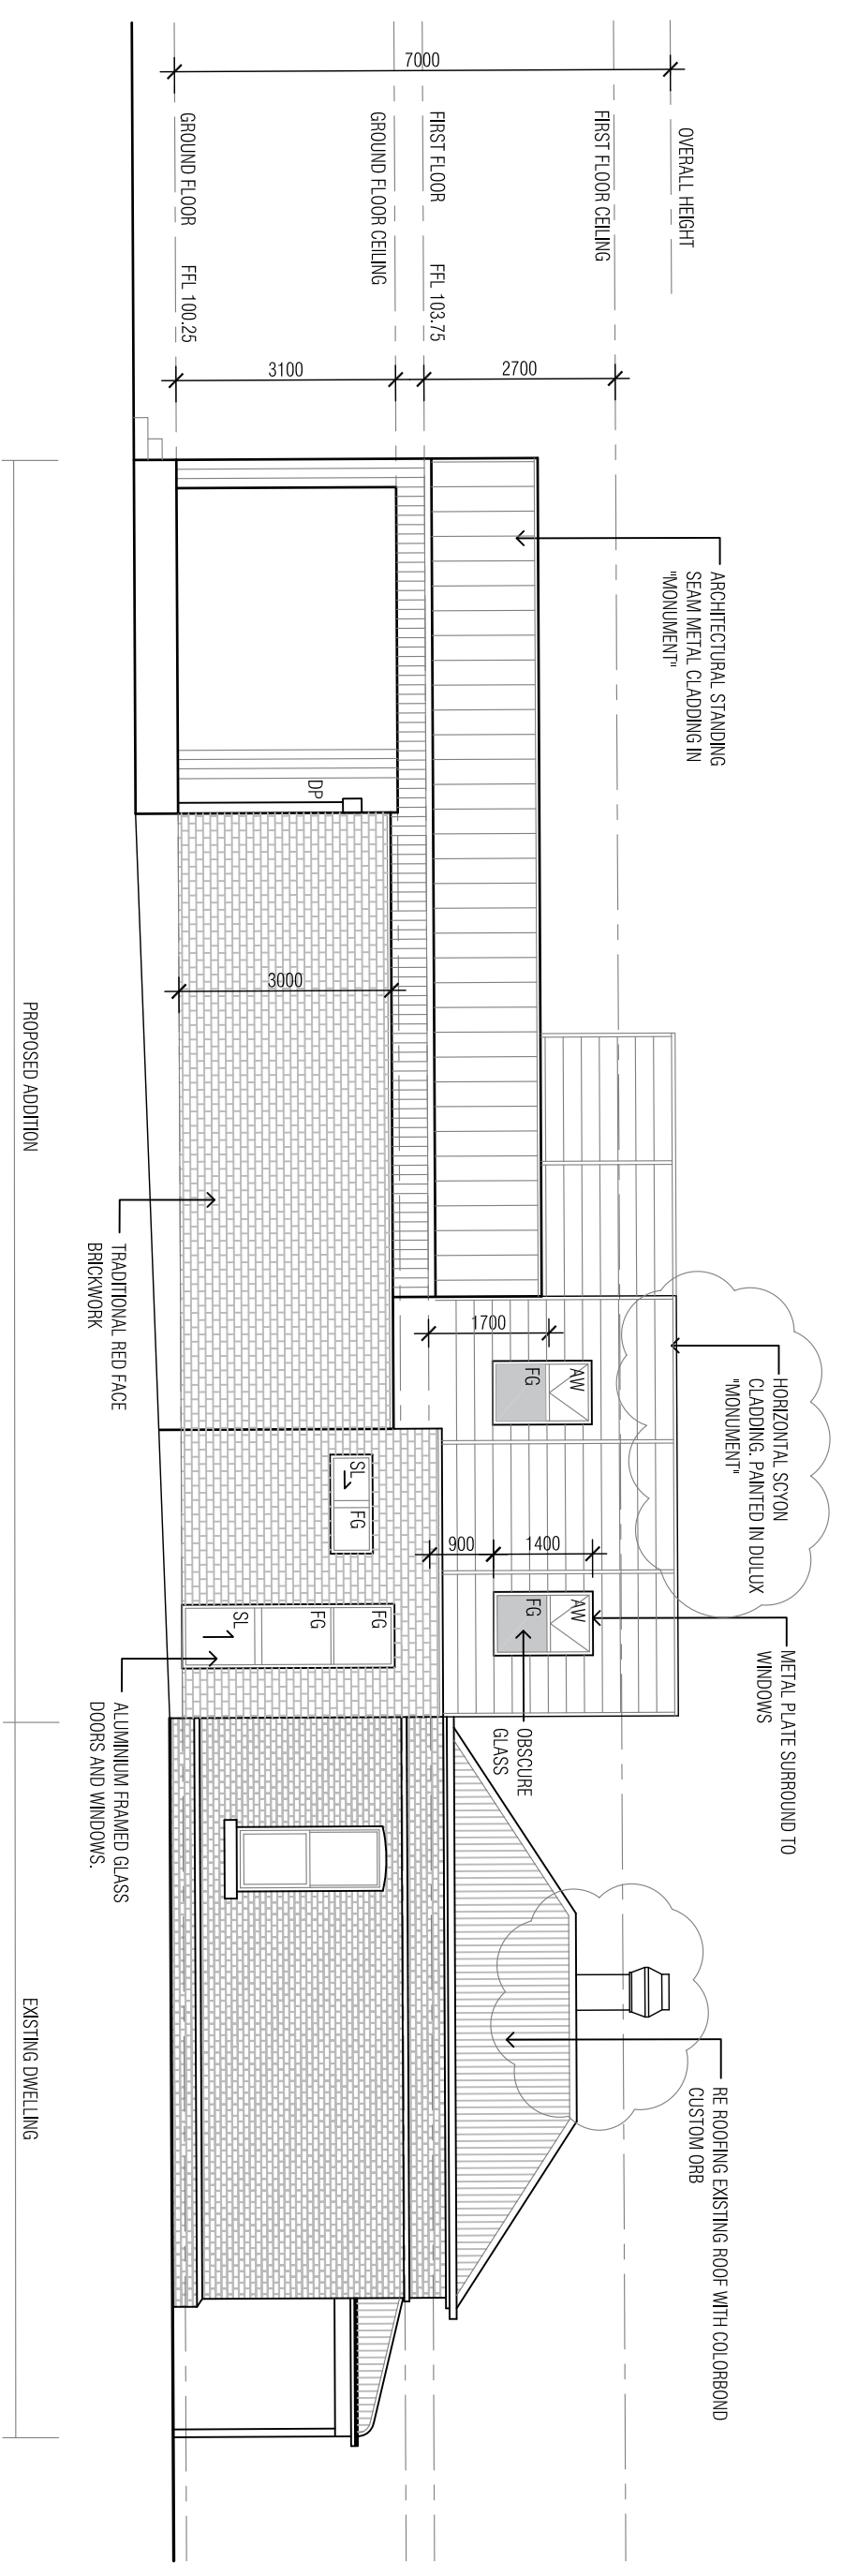 7000
OVERALL HEIGHT
FIRST FLOOR CEILING
FIRST FLOOR FFL 103.75
GROUND FLOOR CEILING
GROUND FLOOR FFL 100.25
2700
3100
ARCHITECTURAL STANDING
SEAM METAL CLADDING IN
"MONUMENT"
DP
3000
TRADITIONAL RED FACE
BRICKWORK
HORIZONTAL SCYON
CLADDING. PAINTED IN DULUX
"MONUMENT"
1700
AW
FG
SL
FG
900
1400
AW
FG
FG
FG
SL
METAL PLATE SURROUND TO
WINDOWS
OBSCURE
GLASS
ALUMINIUM FRAMED GLASS
DOORS AND WINDOWS.
RE ROOFING EXISTING ROOF WITH COLORBOND
CUSTOM ORB
PROPOSED ADDITION
EXISTING DWELLING